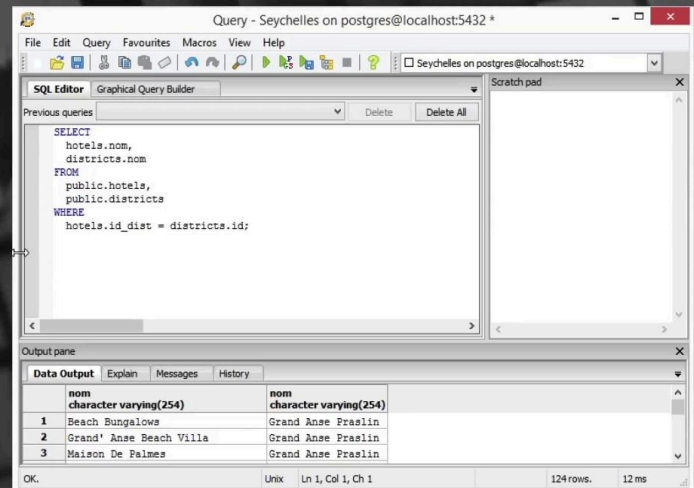 Query - Seychelles on postgres@localhost:5432 *
File Edit Query Favourites Macros View Help
Seychelles on postgres@localhost:5432
SQL Editor Graphical Query Builder
Scratch pad
Previous queries Delete Delete All
SELECT
hotels.nom,
districts.nom
FROM
public.hotels,
public.districts
WHERE
hotels.id_dist = districts.id;
Output pane
Data Output Explain Messages History
nom nom
character varying(254) character varying(254)
1 Beach Bungalows Grand Anse Praslin
2 Grand' Anse Beach Villa Grand Anse Praslin
3 Maison De Palmes Grand Anse Praslin
OK. Unix Ln 1, Col 1, Ch 1 124 rows. 12 ms